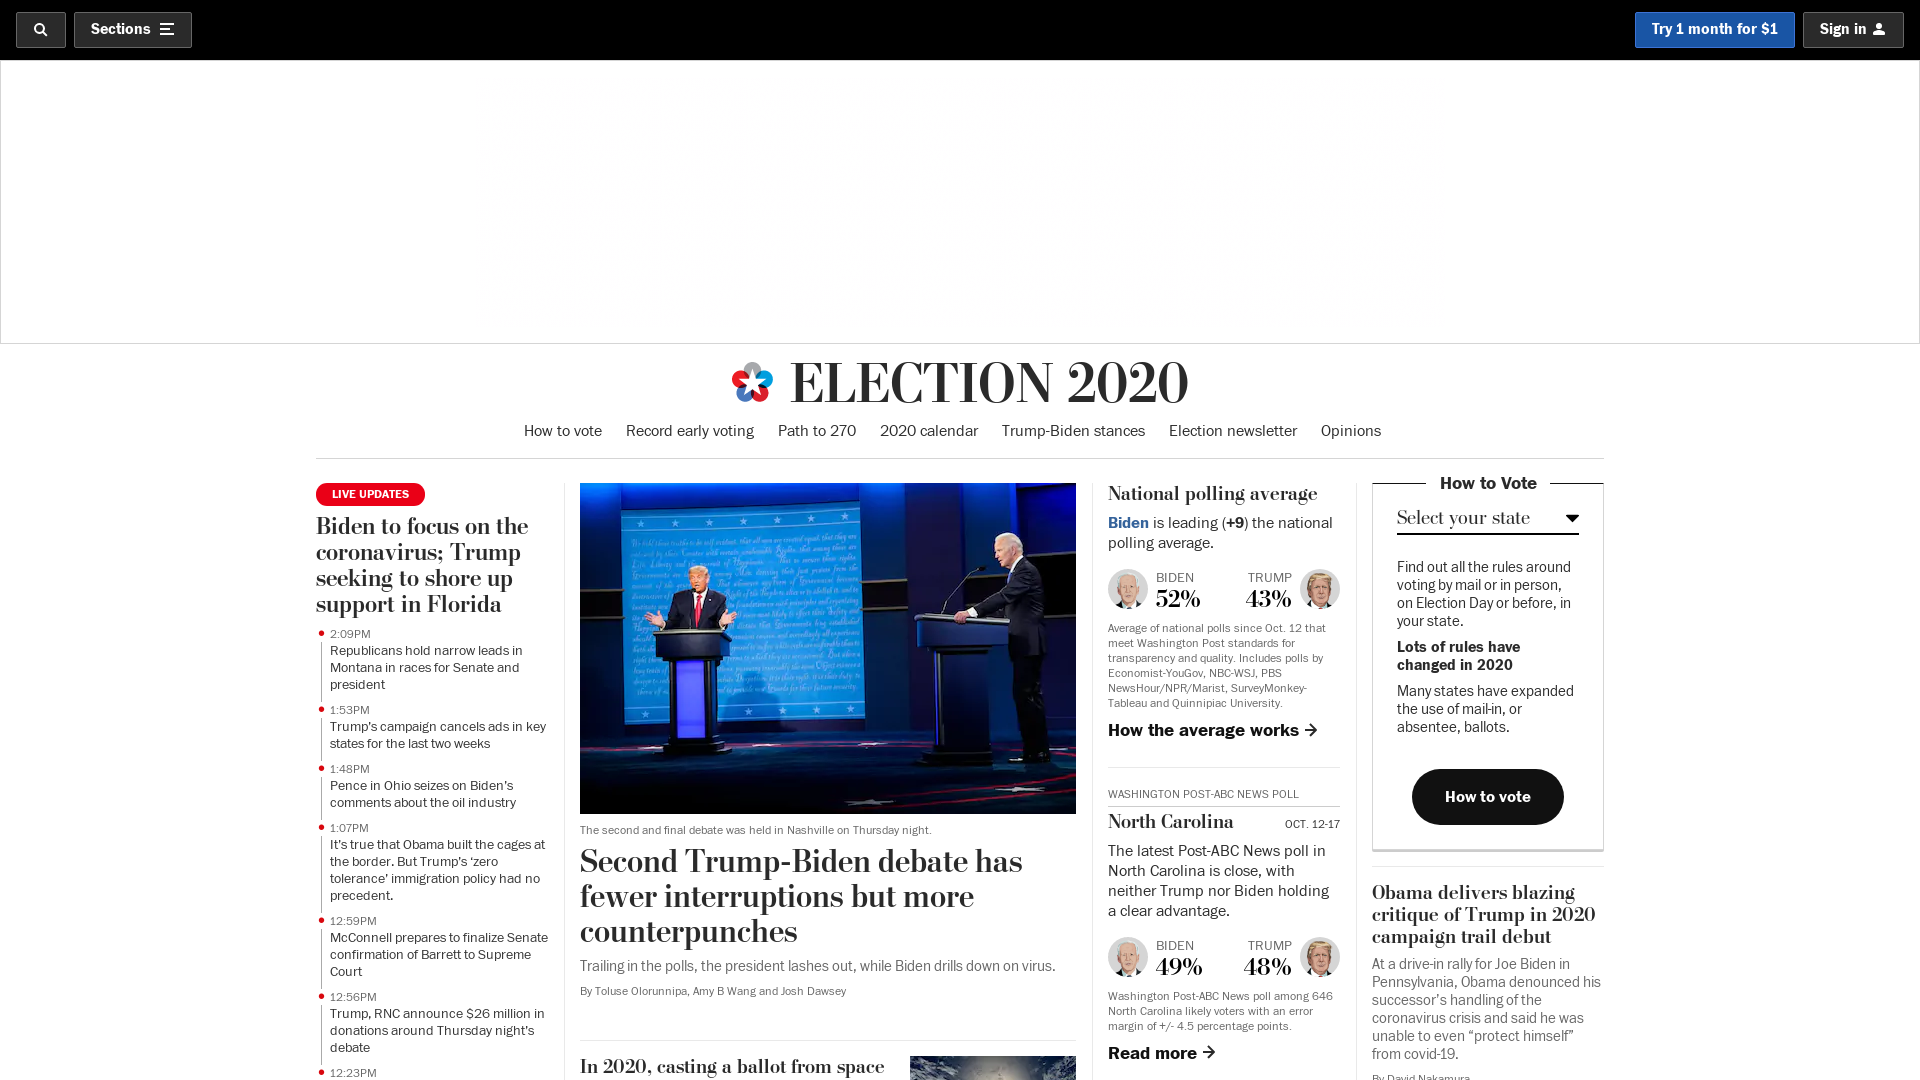 Sections
Try 1 month for $1
Sign in
ELECTION 2020
How to vote
Record early voting
Path to 270
2020 calendar
Trump-Biden stances
Election newsletter
Opinions
LIVE UPDATES
Biden to focus on the
coronavirus; Trump
seeking to shore up
support in Florida
2:09PM
Republicans hold narrow leads in
Montana in races for Senate and
president
1:53PM
Trump's campaign cancels ads in key
states for the last two weeks
1:48PM
Pence in Ohio seizes on Biden's
comments about the oil industry
1:07PM
It's true that Obama built the cages at
the border. But Trump's 'zero
tolerance' immigration policy had no
precedent.
12:59PM
McConnell prepares to finalize Senate
confirmation of Barrett to Supreme
Court
12:56PM
Trump, RNC announce $26 million in
donations around Thursday night's
debate
12:23PM
The second and final debate was held in Nashville on Thursday night.
Second Trump-Biden debate has
fewer interruptions but more
counterpunches
Trailing in the polls, the president lashes out, while Biden drills down on virus.
By Toluse Olorunnipa, Amy B Wang and Josh Dawsey
In 2020, casting a ballot from space
National polling average
Biden is leading (+9) the national
polling average.
BIDEN
52%
TRUMP
43%
Average of national polls since Oct. 12 that
meet Washington Post standards for
transparency and quality. Includes polls by
Economist-YouGov, NBC-WSJ, PBS
NewsHour/NPR/Marist, SurveyMonkey-
Tableau and Quinnipiac University.
How the average works →
WASHINGTON POST-ABC NEWS POLL
North Carolina
OCT. 12-17
The latest Post-ABC News poll in
North Carolina is close, with
neither Trump nor Biden holding
a clear advantage.
BIDEN
49%
TRUMP
48%
Washington Post-ABC News poll among 646
North Carolina likely voters with an error
margin of +/- 4.5 percentage points.
Read more →
How to Vote
Select your state
Find out all the rules around
voting by mail or in person,
on Election Day or before, in
your state.
Lots of rules have
changed in 2020
Many states have expanded
the use of mail-in, or
absentee, ballots.
How to vote
Obama delivers blazing
critique of Trump in 2020
campaign trail debut
At a drive-in rally for Joe Biden in
Pennsylvania, Obama denounced his
successor's handling of the
coronavirus crisis and said he was
unable to even “protect himself”
from covid-19.
By David Nakamura